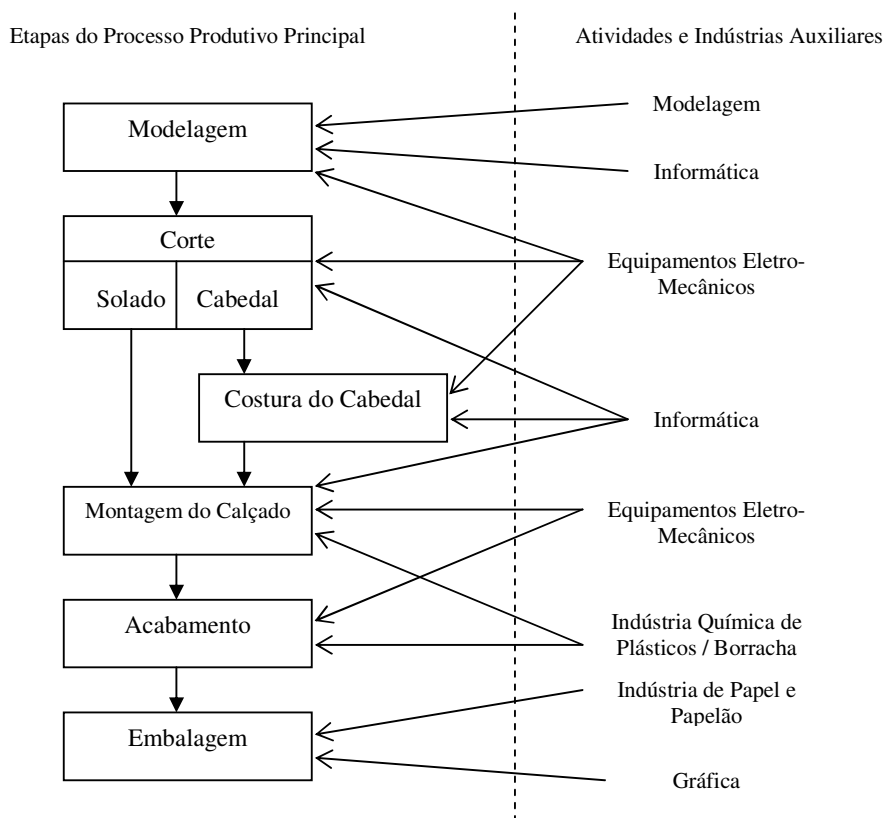 Etapas do Processo Produtivo Principal
Atividades e Indústrias Auxiliares
Modelagem
Modelagem
Informática
Corte
Solado
Cabedal
Equipamentos Eletro-
Mecânicos
Costura do Cabedal
Informática
Montagem do Calçado
Equipamentos Eletro-
Mecânicos
Acabamento
Indústria Química de
Plásticos / Borracha
Indústria de Papel e
Papelão
Embalagem
Gráfica